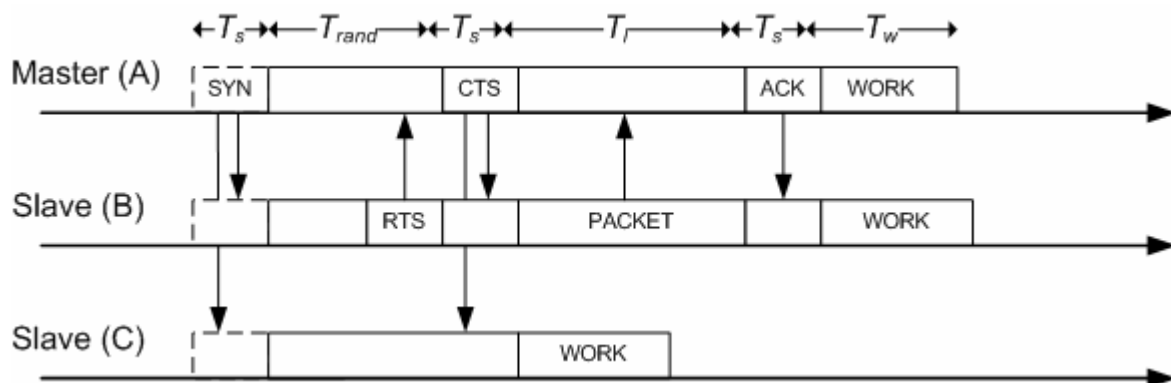 Ts Trand Ts Tl Ts Tw
Master (A) SYN CTS ACK WORK
Slave (B) RTS PACKET WORK
Slave (C) WORK